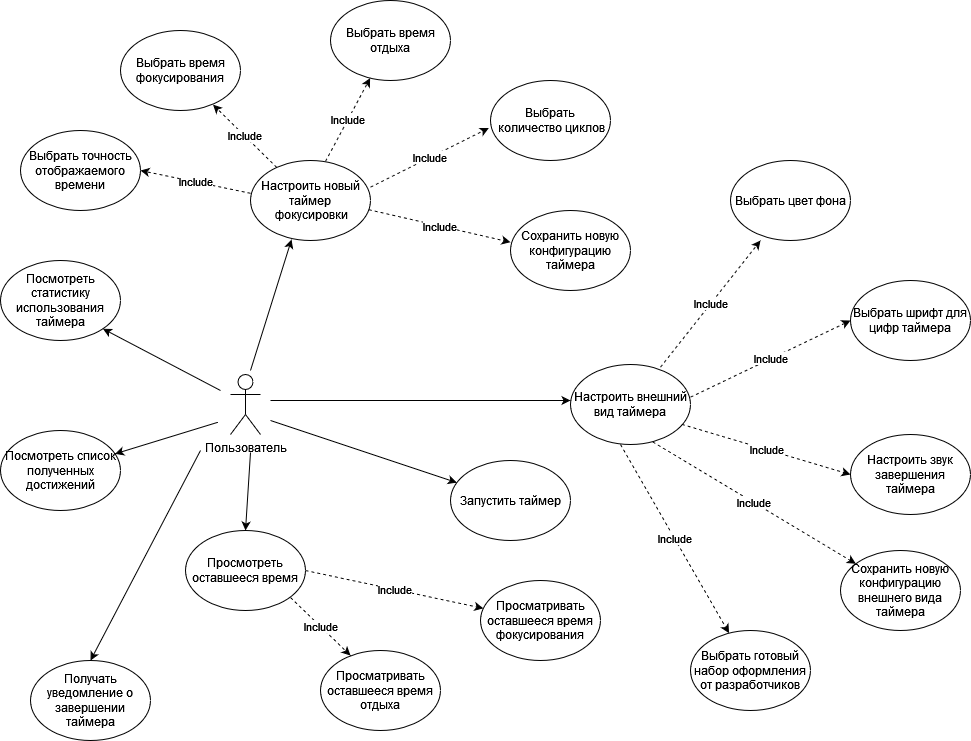 Выбрать время
отдыха
Выбрать время
фокусирования
Include
Выбрать
количество циклов
Include
Include
Выбрать точность
отображаемого
времени
Include
Настроить новый
таймер
фокусировки
Include
Сохранить новую
конфигурацию
таймера
Выбрать цвет фона
Посмотреть
статистику
использования
таймера
Include
Выбрать шрифт для
цифр таймера
Include
Настроить внешний
вид таймера
Пользователь
Посмотреть список
полученных
достижений
Include
Настроить звук
завершения
таймера
Запустить таймер
Include
Include
Просмотреть
оставшееся время
Сохранить новую
конфигурацию
внешнего вида
таймера
Include
Просматривать
оставшееся время
фокусирования
Include
Выбрать готовый
набор оформления
от разработчиков
Просматривать
оставшееся время
отдыха
Получать
уведомление о
завершении
таймера